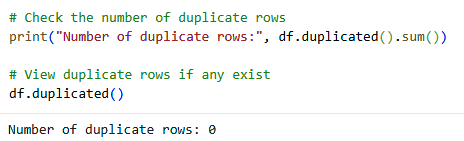 # Check the number of duplicate rows
print("Number of duplicate rows:", df.duplicated().sum())
# View duplicate rows if any exist
df.duplicated()
Number of duplicate rows: 0